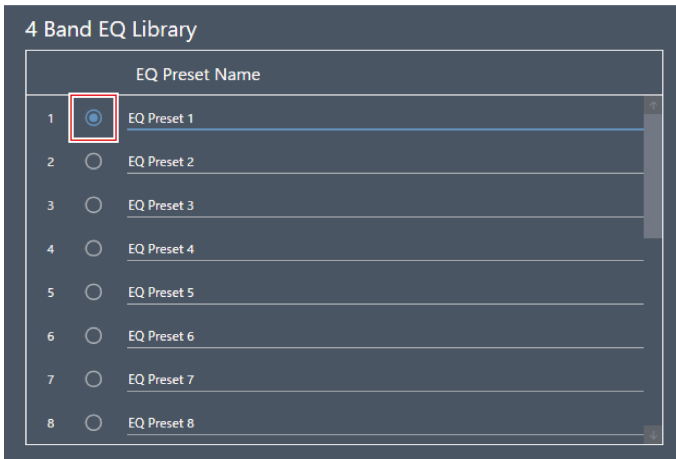 4 Band EQ Library
EQ Preset Name
1 EQ Preset 1
2 EQ Preset 2
3 EQ Preset 3
4 EQ Preset 4
5 EQ Preset 5
6 EQ Preset 6
7 EQ Preset 7
8 EQ Preset 8